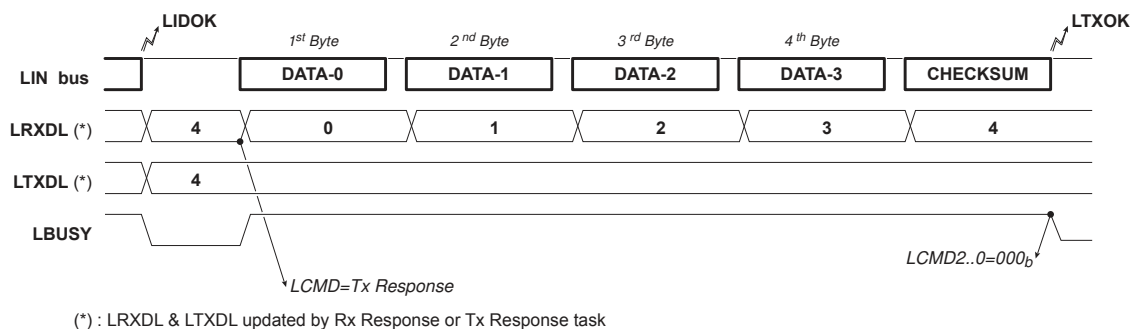 LIDOK LTXOK
1st Byte 2nd Byte 3rd Byte 4th Byte
LIN bus DATA-0 DATA-1 DATA-2 DATA-3 CHECKSUM
LRXDL (*) 4 0 1 2 3 4
LTXDL (*) 4
LBUSY
LCMD2..0=000b
LCMD=Tx Response
(*) : LRXDL & LTXDL updated by Rx Response or Tx Response task